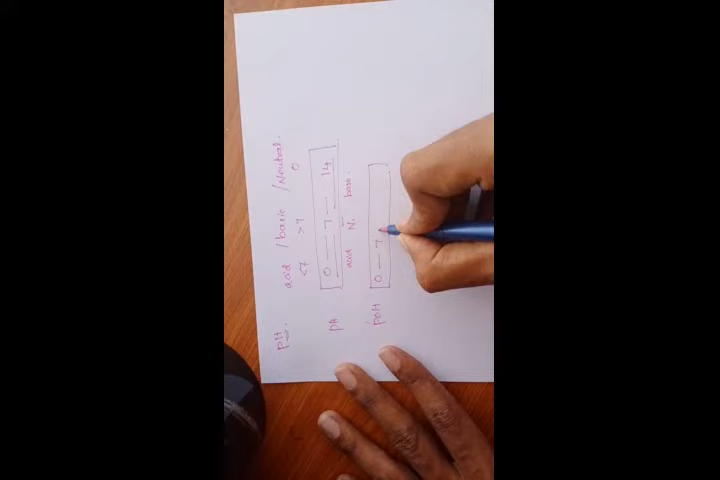 pH. acid / basic / Neutral.
<7 >7 0
pH 0 — 7 — 14
acid N. base.
pOH 0 — 7